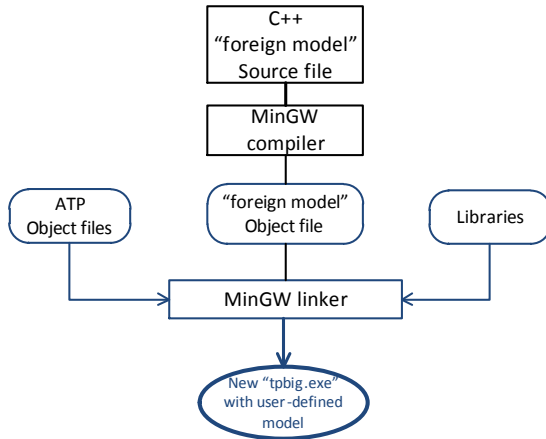 C++
“foreign model”
Source file
MinGW
compiler
ATP
Object files
“foreign model”
Object file
Libraries
MinGW linker
New “tpbig.exe”
with user-defined
model